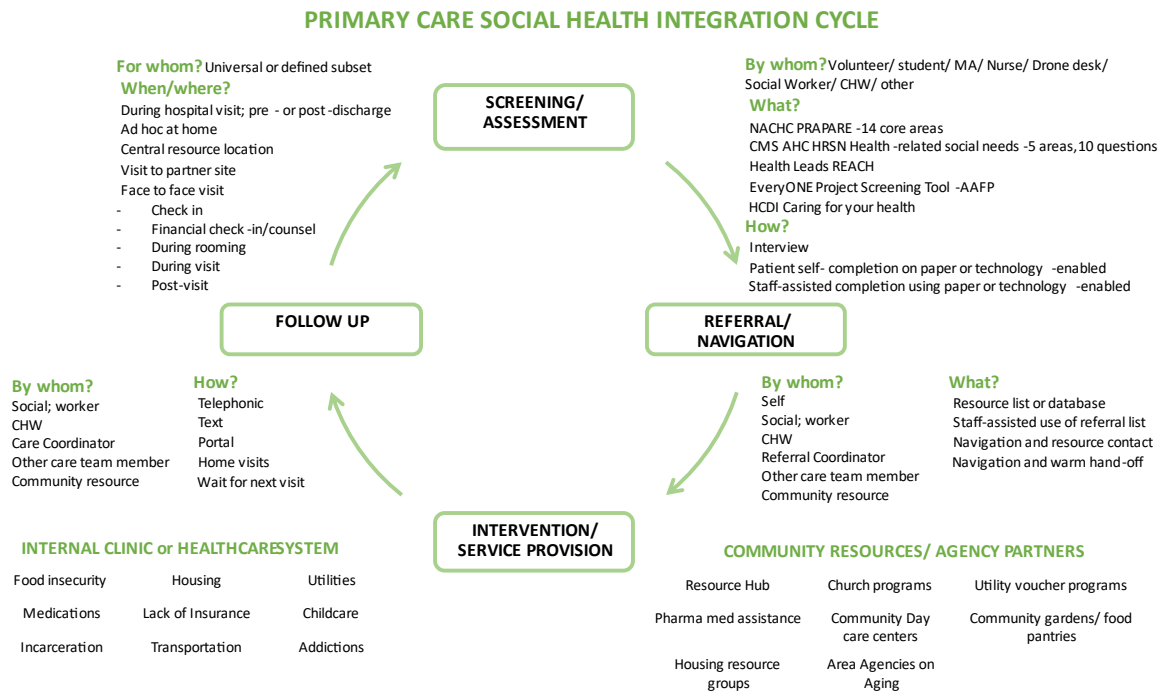 PRIMARY CARE SOCIAL HEALTH INTEGRATION CYCLE
For whom? Universal or defined subset
When/where?
During hospital visit; pre - or post -discharge
Ad hoc at home
Central resource location
Visit to partner site
Face to face visit
- Check in
- Financial check -in/counsel
- During rooming
- During visit
- Post-visit
SCREENING/
ASSESSMENT
By whom? Volunteer/ student/ MA/ Nurse/ Drone desk/
Social Worker/ CHW/ other
What?
NACHC PRAPARE -14 core areas
CMS AHC HRSN Health -related social needs -5 areas,10 questions
Health Leads REACH
EveryONE Project Screening Tool -AAFP
HCDI Caring for your health
How?
Interview
Patient self- completion on paper or technology -enabled
Staff-assisted completion using paper or technology -enabled
FOLLOW UP
REFERRAL/
NAVIGATION
By whom?
Social; worker
CHW
Care Coordinator
Other care team member
Community resource
How?
Telephonic
Text
Portal
Home visits
Wait for next visit
By whom?
Self
Social; worker
CHW
Referral Coordinator
Other care team member
Community resource
What?
Resource list or database
Staff-assisted use of referral list
Navigation and resource contact
Navigation and warm hand-off
INTERVENTION/
SERVICE PROVISION
INTERNAL CLINIC or HEALTHCARESYSTEM
Food insecurity Housing Utilities
Medications Lack of Insurance Childcare
Incarceration Transportation Addictions
COMMUNITY RESOURCES/ AGENCY PARTNERS
Resource Hub Church programs Utility voucher programs
Pharma med assistance Community Day Community gardens/ food
care centers pantries
Housing resource Area Agencies on
groups Aging